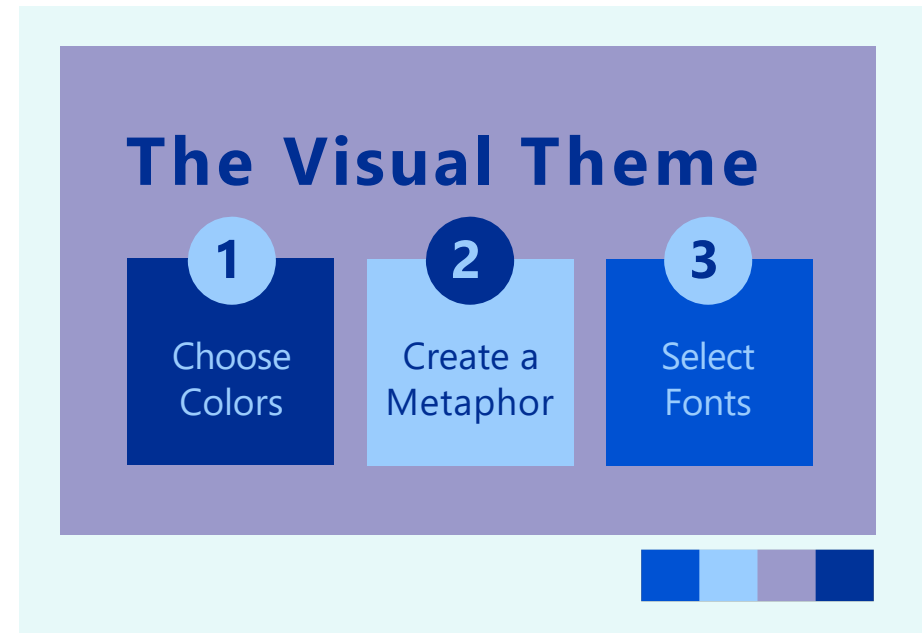 The Visual Theme
1
Choose
Colors
2
Create a
Metaphor
3
Select
Fonts